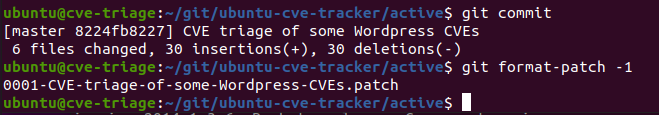 ubuntu@cve-triage:~/git/ubuntu-cve-tracker/active$ git commit
[master 8224fb8227] CVE triage of some Wordpress CVEs
 6 files changed, 30 insertions(+), 30 deletions(-)
ubuntu@cve-triage:~/git/ubuntu-cve-tracker/active$ git format-patch -1
0001-CVE-triage-of-some-Wordpress-CVEs.patch
ubuntu@cve-triage:~/git/ubuntu-cve-tracker/active$